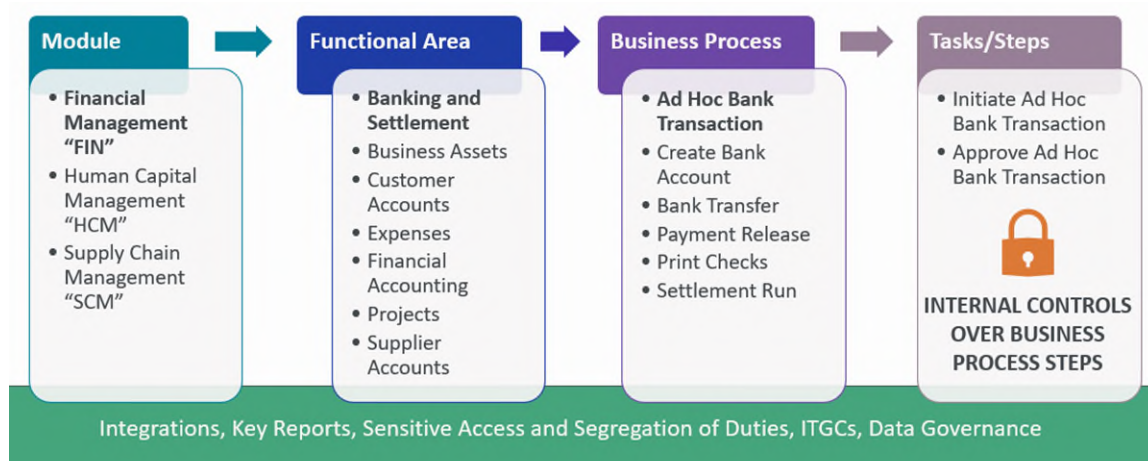 Module
• Financial
Management
“FIN”
• Human Capital
Management
“HCM”
• Supply Chain
Management
“SCM”
Functional Area
• Banking and
Settlement
• Business Assets
• Customer
Accounts
• Expenses
• Financial
Accounting
• Projects
• Supplier
Accounts
Business Process
• Ad Hoc Bank
Transaction
• Create Bank
Account
• Bank Transfer
• Payment Release
• Print Checks
• Settlement Run
Tasks/Steps
• Initiate Ad Hoc
Bank Transaction
• Approve Ad Hoc
Bank Transaction
INTERNAL CONTROLS
OVER BUSINESS
PROCESS STEPS
Integrations, Key Reports, Sensitive Access and Segregation of Duties, ITGCs, Data Governance